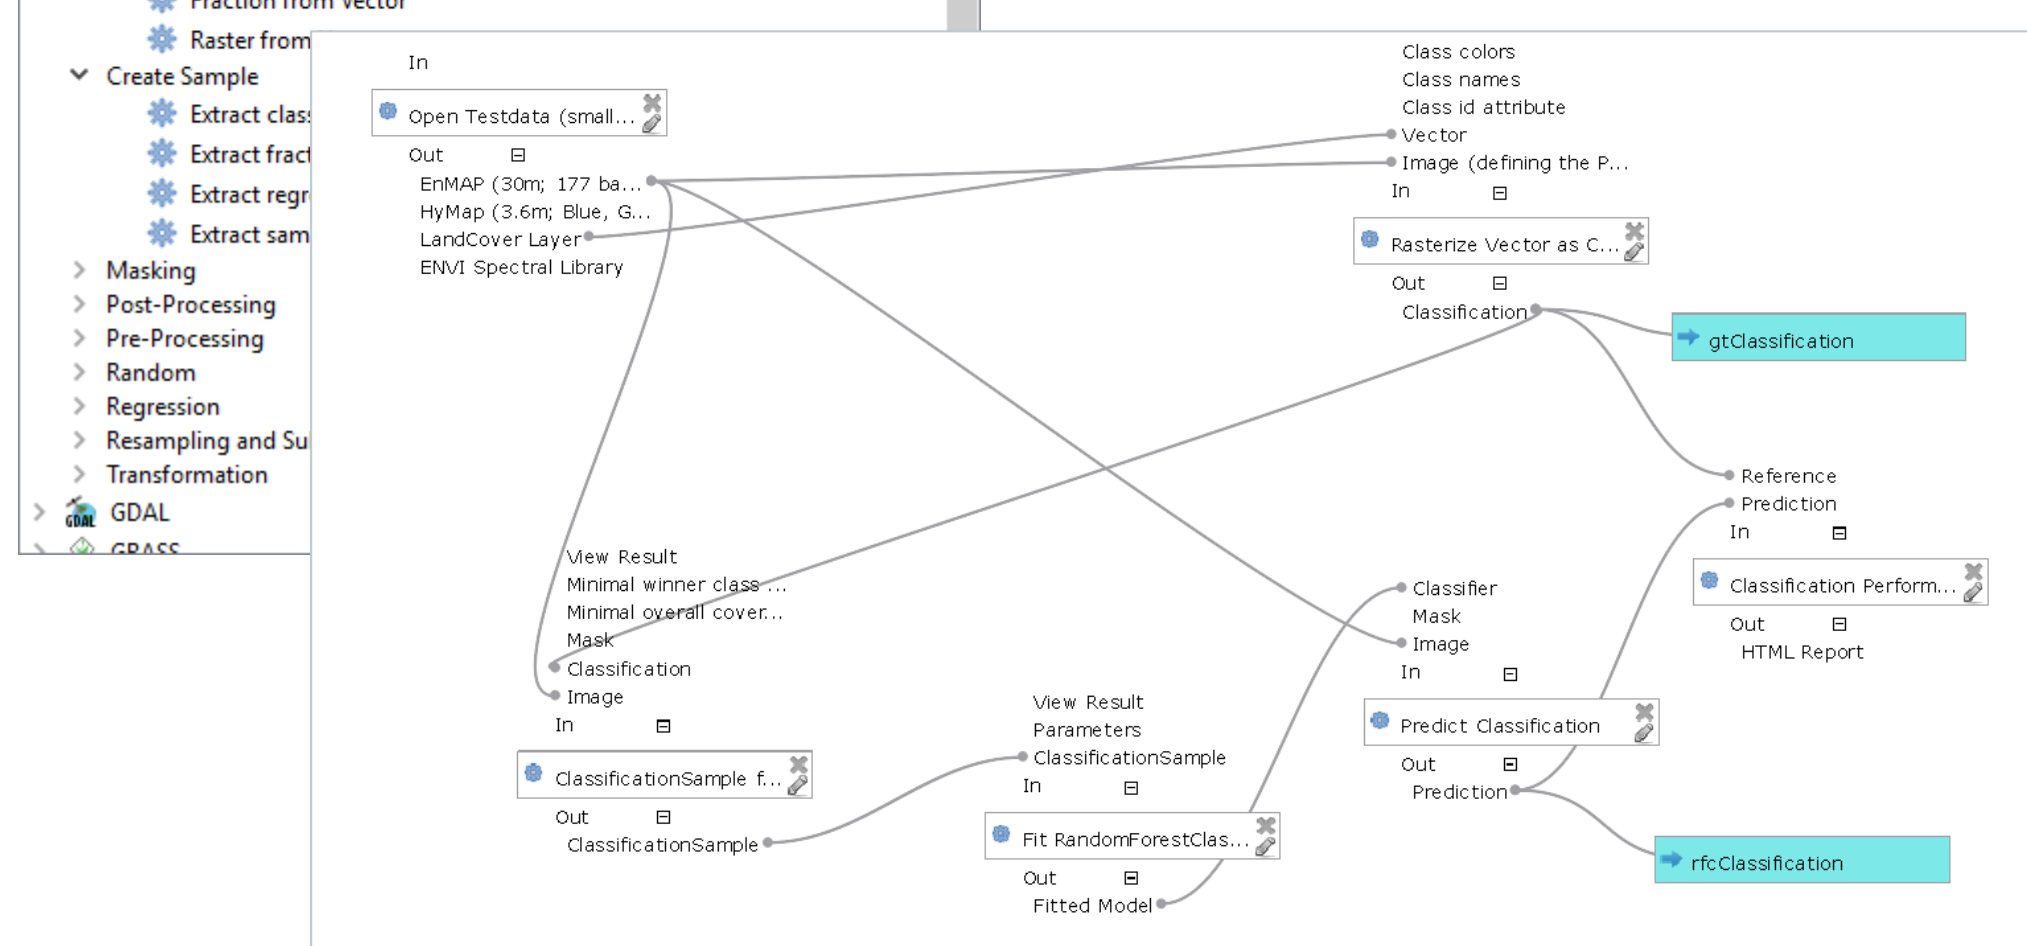 Fraction from Vector
Raster from
Create Sample
Extract clas
Extract fract
Extract regr
Extract sam
Masking
Post-Processing
Pre-Processing
Random
Regression
Resampling and Su
Transformation
GDAL
GDAL
GRASS
In
Open Testdata (small...
Out
EnMAP (30m; 177 ba...
HyMap (3.6m; Blue, G...
LandCover Layer
ENVI Spectral Library
Class colors
Class names
Class id attribute
Vector
Image (defining the P...
In
Rasterize Vector as C...
Out
Classification
gtClassification
Reference
Prediction
In
Classification Perform...
Out
HTML Report
View Result
Minimal winner class ...
Minimal overall cover...
Mask
Classification
Image
In
ClassificationSample f...
Out
ClassificationSample
View Result
Parameters
ClassificationSample
In
Fit RandomForestClas...
Out
Fitted Model
Classifier
Mask
Image
In
Predict Classification
Out
Prediction
rfcClassification